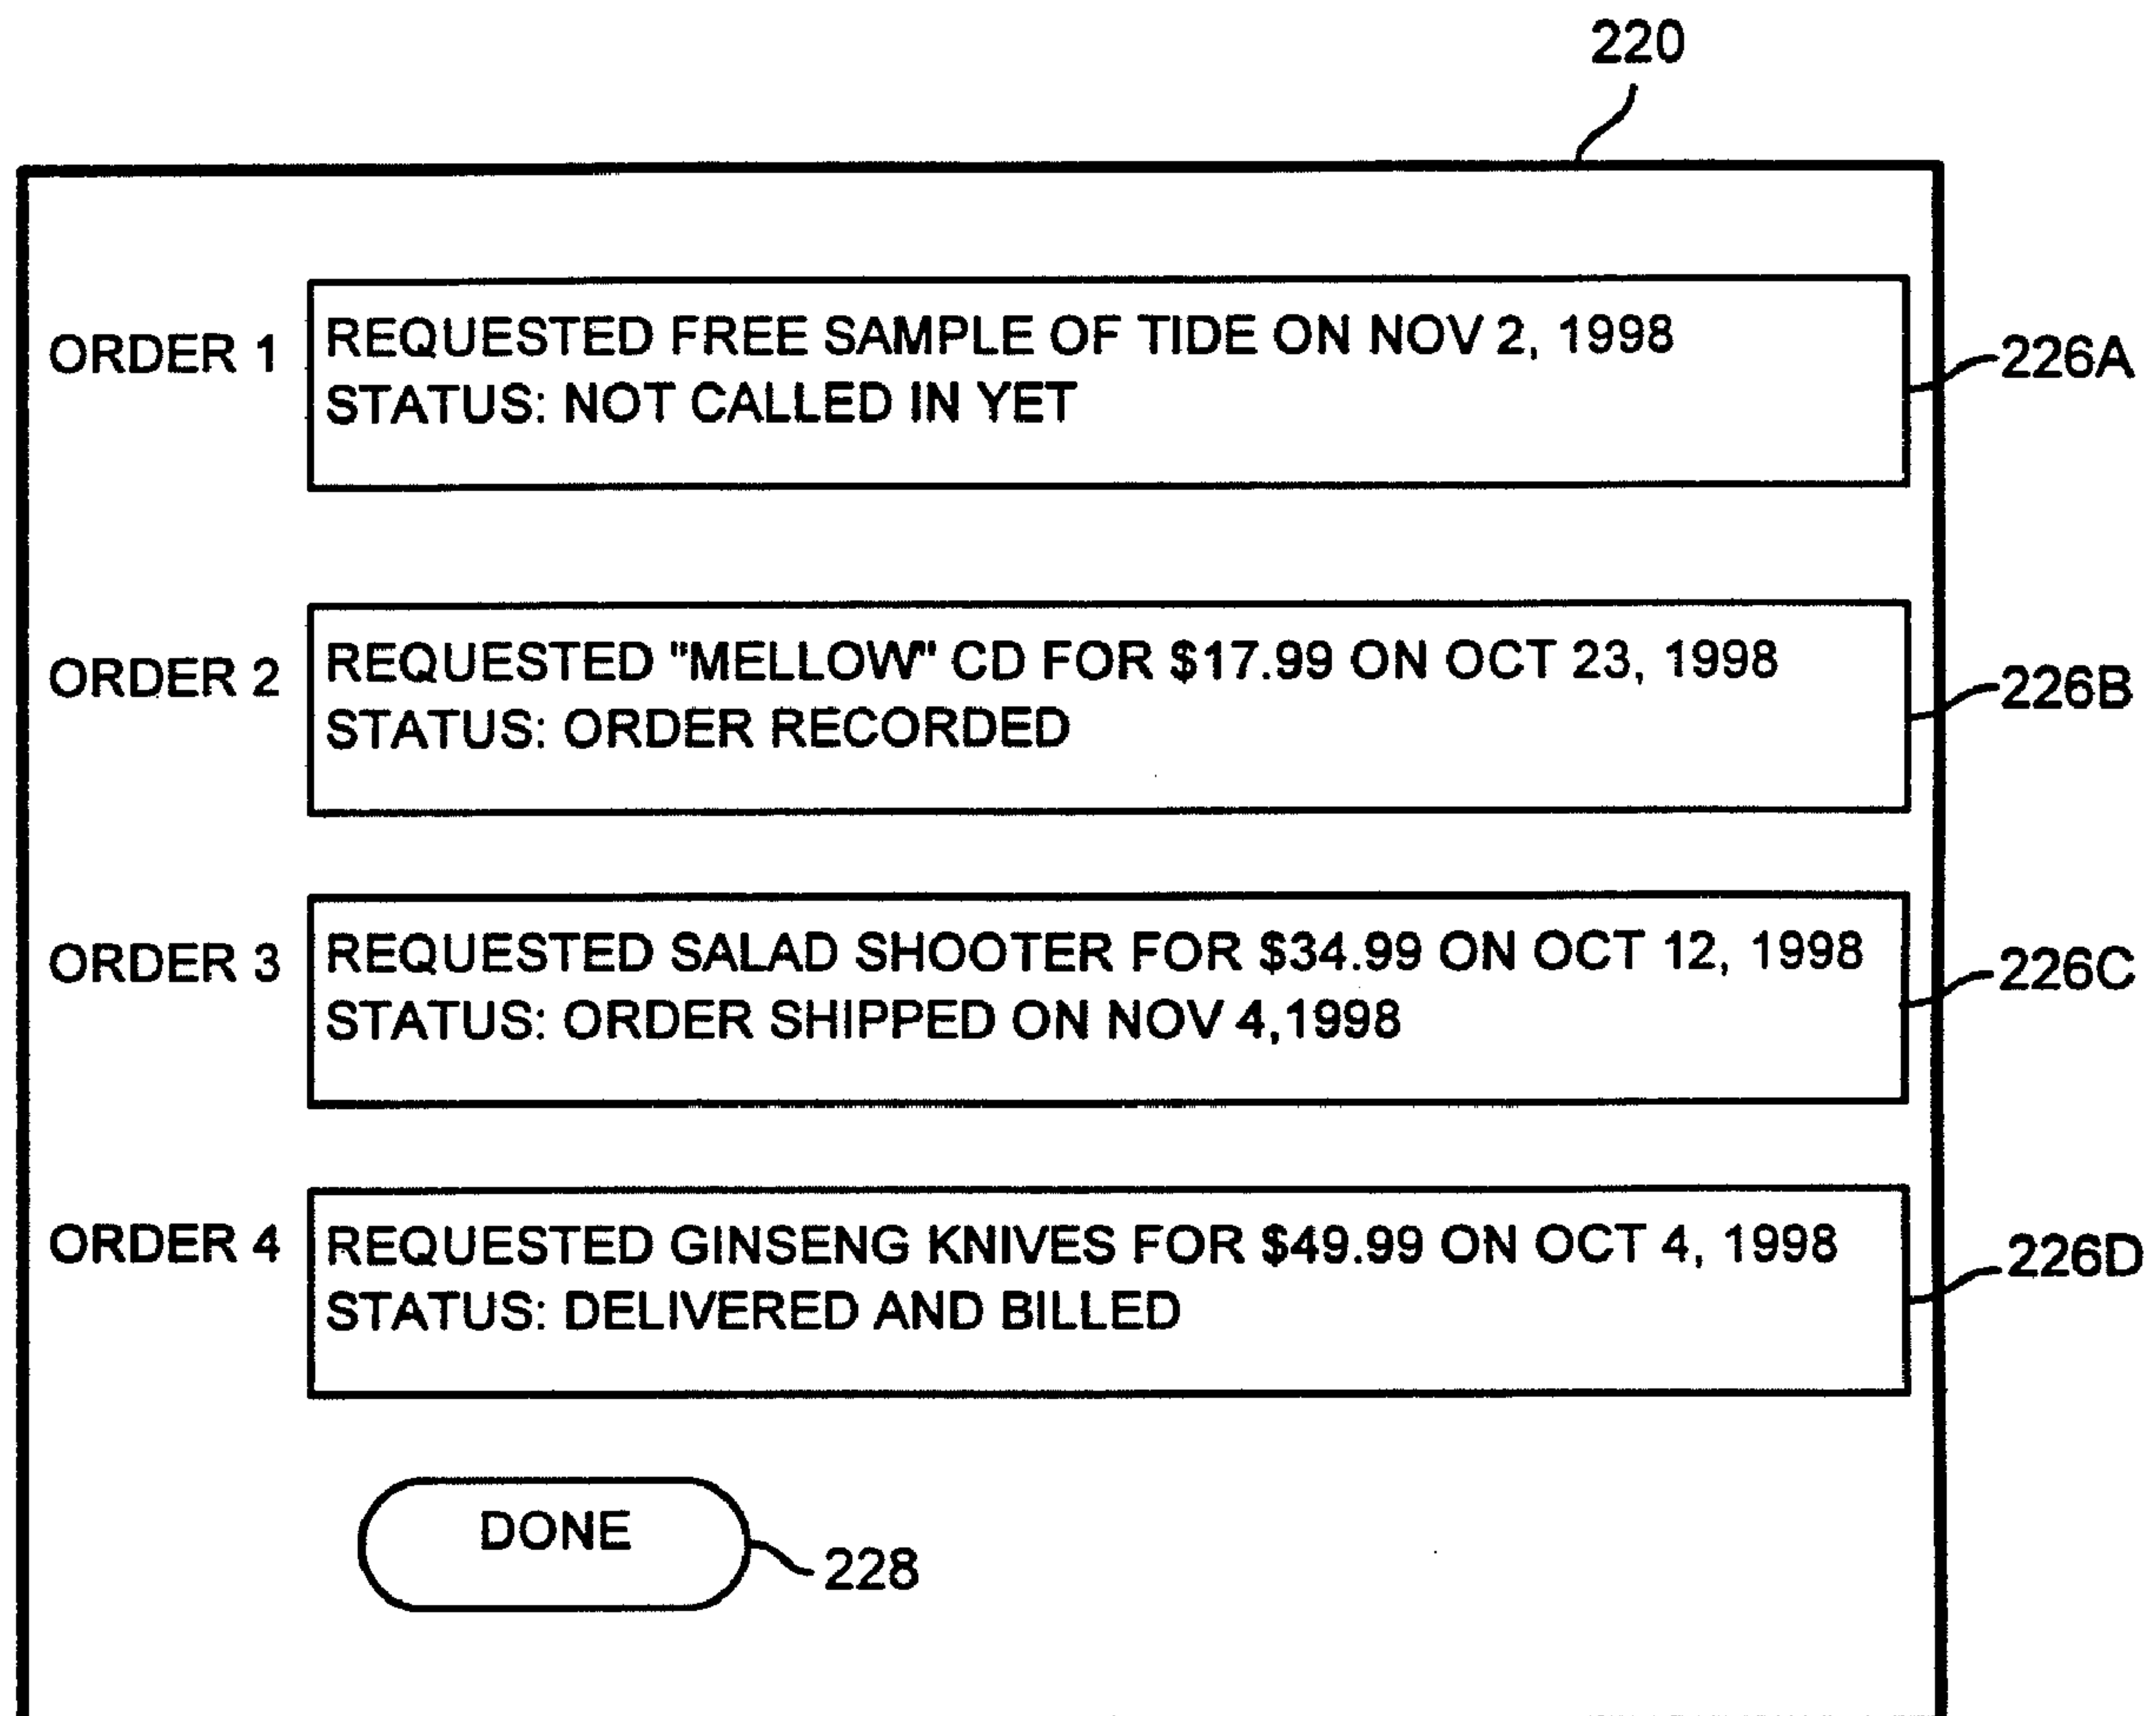 220
ORDER 1
REQUESTED FREE SAMPLE OF TIDE ON NOV 2, 1998
STATUS: NOT CALLED IN YET
226A
ORDER 2
REQUESTED "MELLOW" CD FOR $17.99 ON OCT 23, 1998
STATUS: ORDER RECORDED
226B
ORDER 3
REQUESTED SALAD SHOOTER FOR $34.99 ON OCT 12, 1998
STATUS: ORDER SHIPPED ON NOV 4,1998
226C
ORDER 4
REQUESTED GINSENG KNIVES FOR $49.99 ON OCT 4, 1998
STATUS: DELIVERED AND BILLED
226D
DONE
228